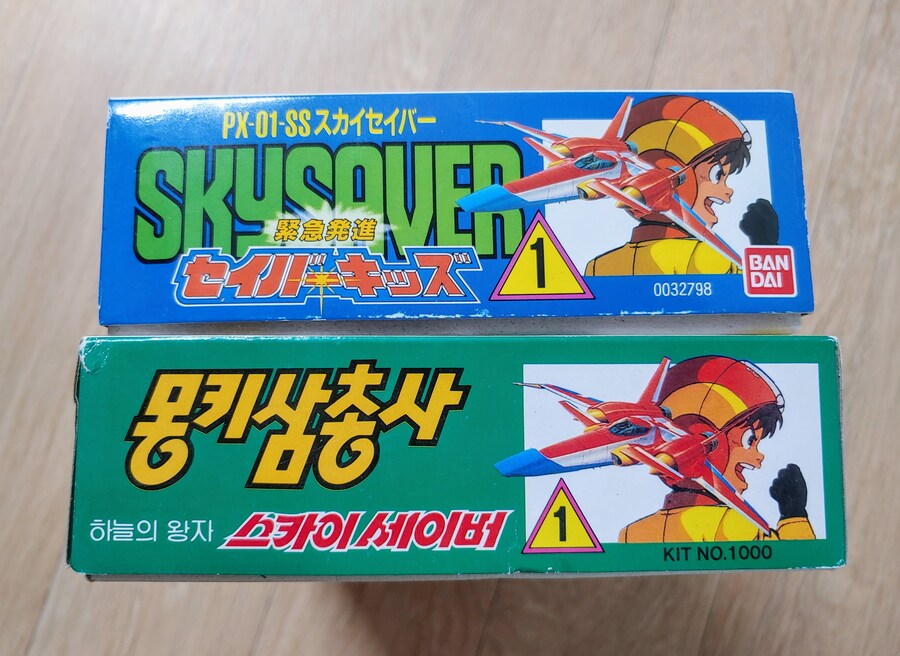 PX-01-SS スカイセイバー
SKYSAVER
緊急発進
セイバーキッズ
1
0032798
BAN
DAI
몽키삼총사
하늘의 왕자 스카이 세이버
1
KIT NO.1000